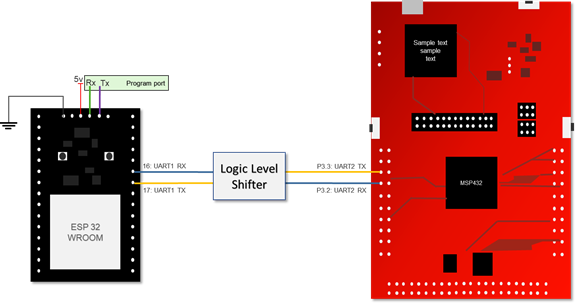 Sample text
sample
text
5v
Rx
Tx
Program port
16: UART1 RX
17: UART1 TX
Logic Level
Shifter
P3.3: UART2 TX
P3.2: UART2 RX
MSP432
ESP 32
WROOM